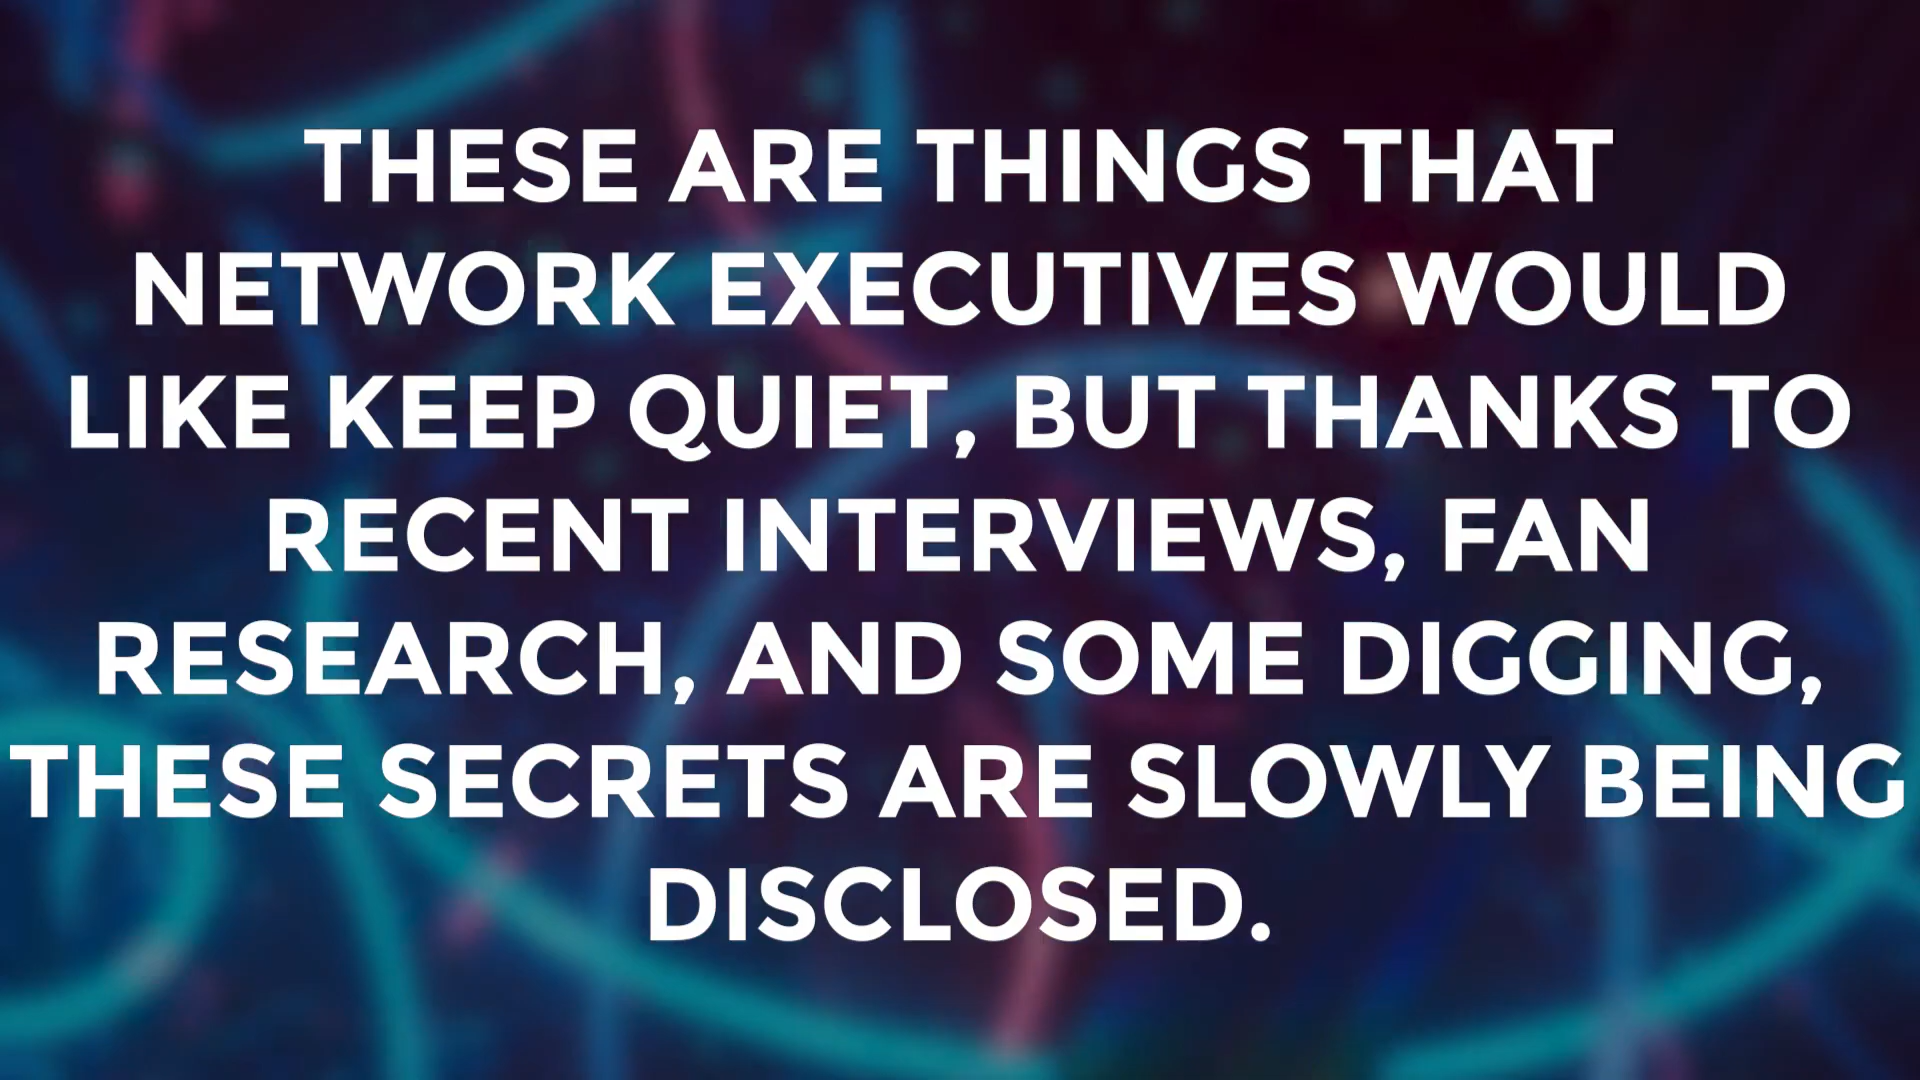 THESE ARE THINGS THAT
NETWORK EXECUTIVES WOULD
LIKE KEEP QUIET, BUT THANKS TO
RECENT INTERVIEWS, FAN
RESEARCH, AND SOME DIGGING,
THESE SECRETS ARE SLOWLY BEING
DISCLOSED.